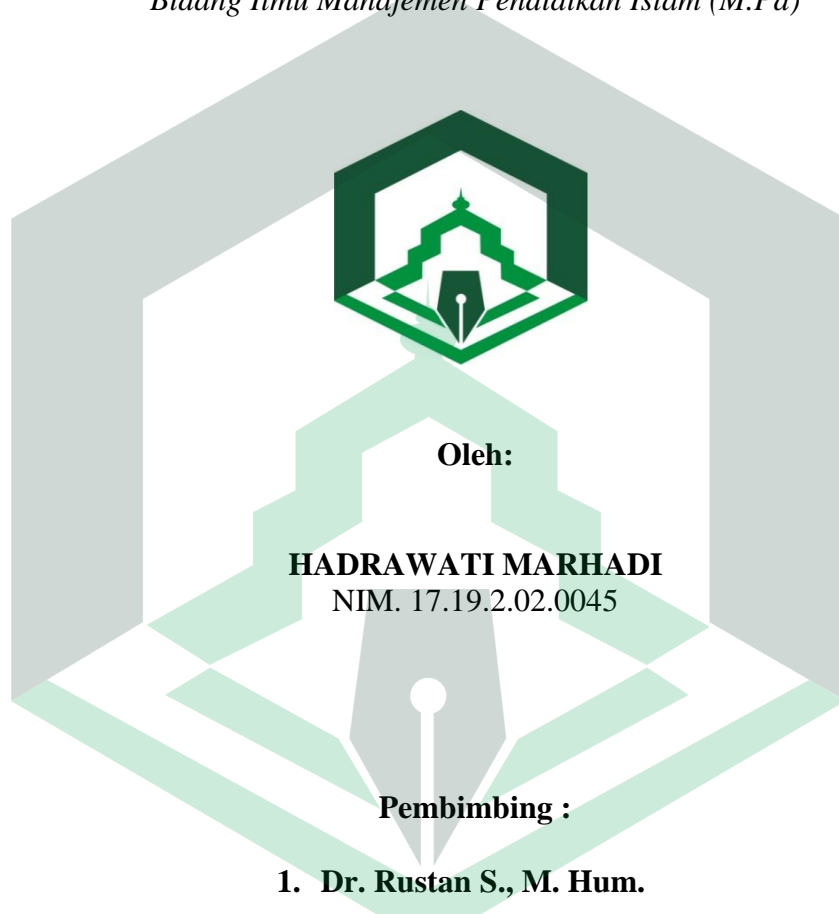 Bidang Ilmu Manajemen Pendidikan Islam (M.Pd)
Oleh:
HADRAWATI MARHADI
NIM. 17.19.2.02.0045
Pembimbing :
1. Dr. Rustan S., M. Hum.